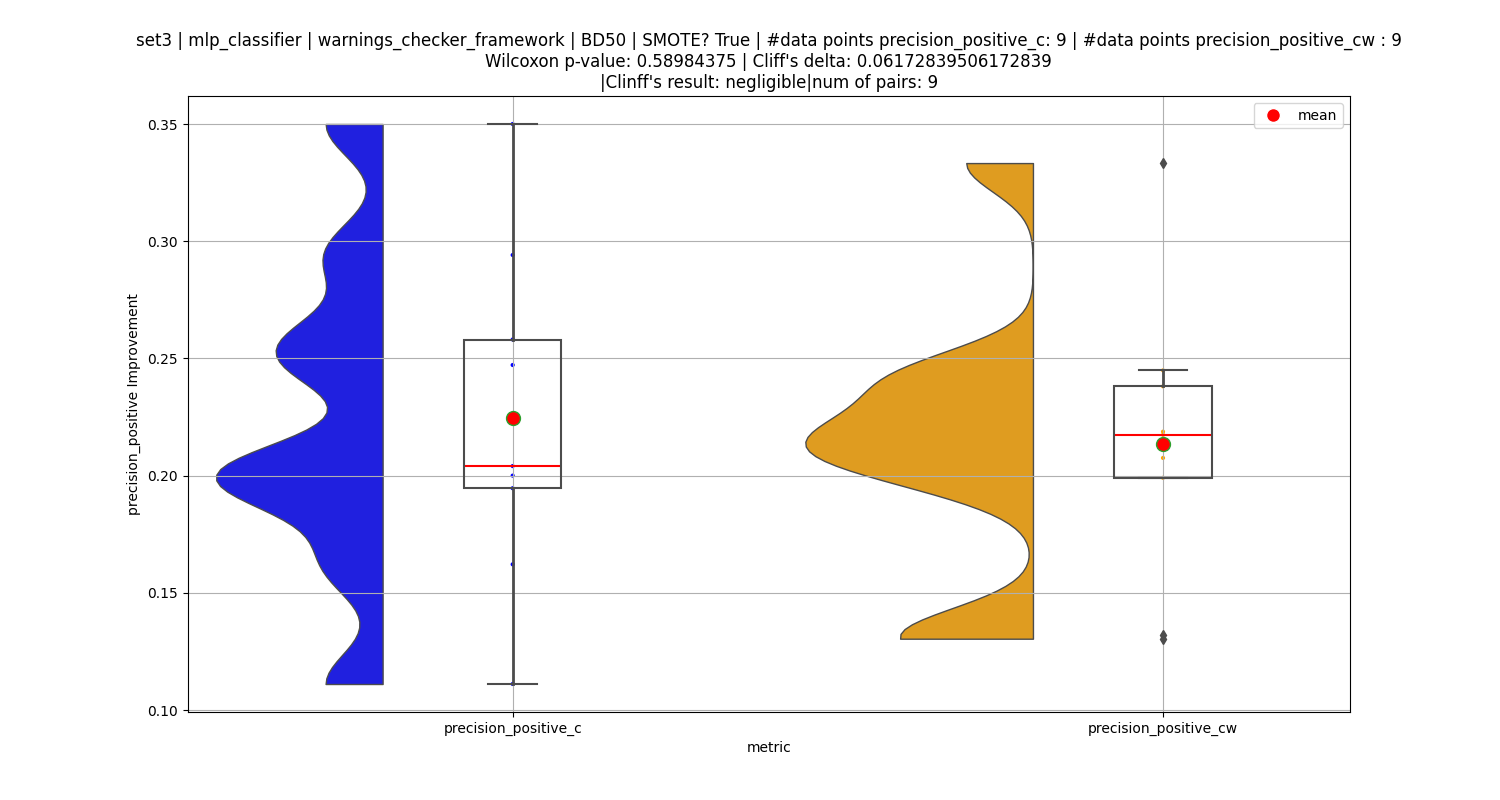 set3 | mlp_classifier | warnings_checker_framework | BD50 | SMOTE? True | #data points precision_positive_c: 9 | #data points precision_positive_cw : 9
Wilcoxon p-value: 0.58984375 | Cliff's delta: 0.06172839506172839
|Clinff's result: negligible|num of pairs: 9
mean
0.35
0.30
0.25
0.20
0.15
0.10
precision_positive Improvement
precision_positive_c
precision_positive_cw
metric